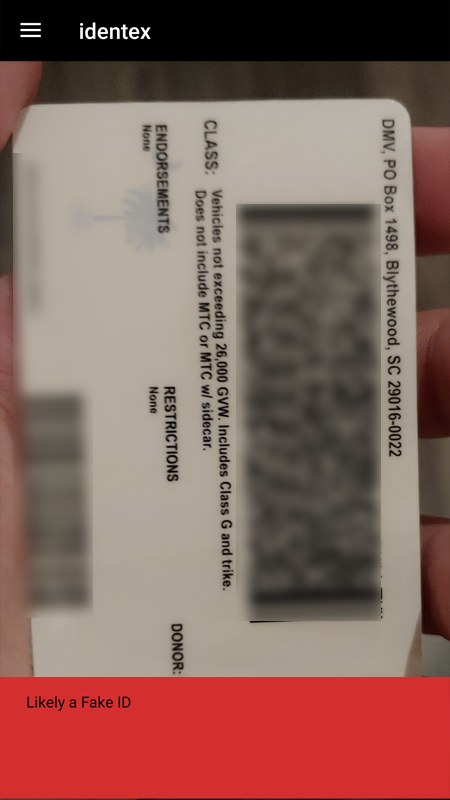 identex
DMV, PO Box 1498, Blythewood, SC 29016-0022
CLASS: Vehicles not exceeding 26,000 GVW. Includes Class G and trike.
Does not include MTC or MTC w/ sidecar.
ENDORSEMENTS
None
RESTRICTIONS
None
DONOR:
Likely a Fake ID